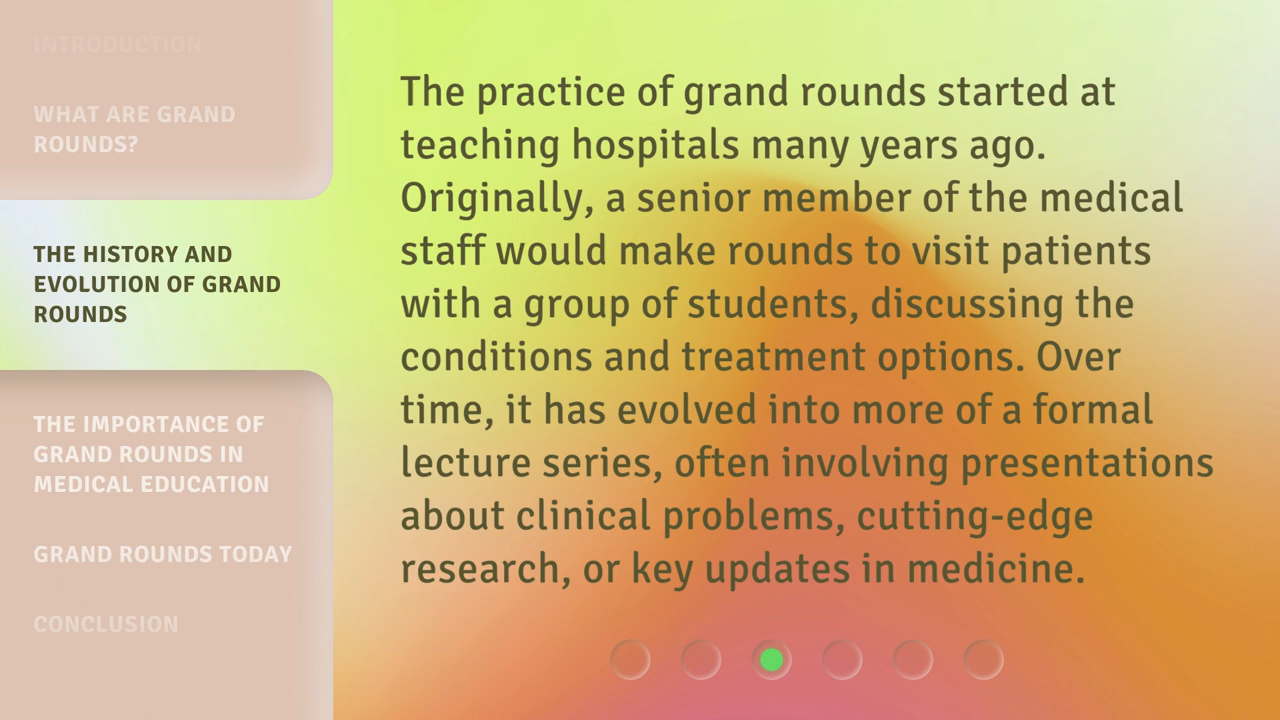 INTRODUCTION
WHAT ARE GRAND
ROUNDS?
THE HISTORY AND
EVOLUTION OF GRAND
ROUNDS
THE IMPORTANCE OF
GRAND ROUNDS IN
MEDICAL EDUCATION
GRAND ROUNDS TODAY
CONCLUSION
The practice of grand rounds started at
teaching hospitals many years ago.
Originally, a senior member of the medical
staff would make rounds to visit patients
with a group of students, discussing the
conditions and treatment options. Over
time, it has evolved into more of a formal
lecture series, often involving presentations
about clinical problems, cutting-edge
research, or key updates in medicine.